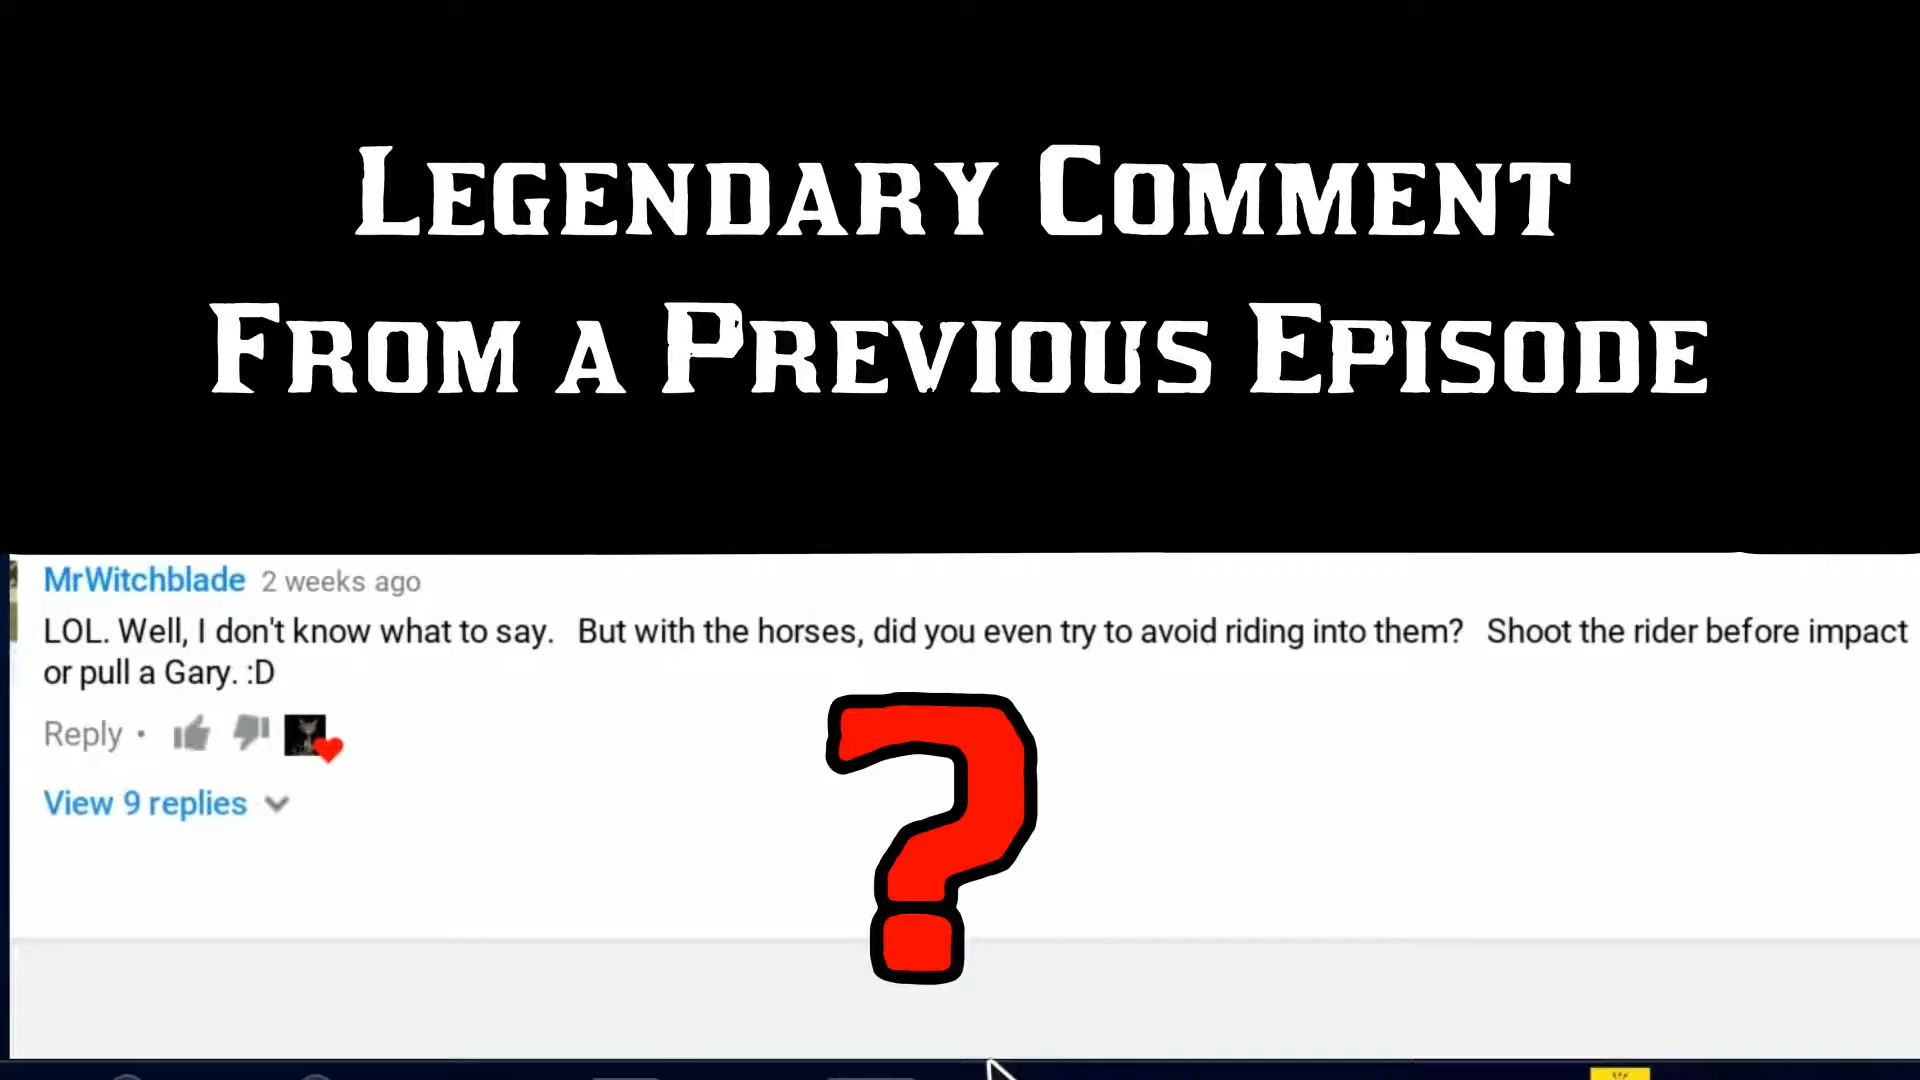 Legendary Comment
From a Previous Episode
MrWitchblade 2 weeks ago
LOL. Well, I don't know what to say. But with the horses, did you even try to avoid riding into them? Shoot the rider before impact
or pull a Gary. :D
Reply •
View 9 replies
?